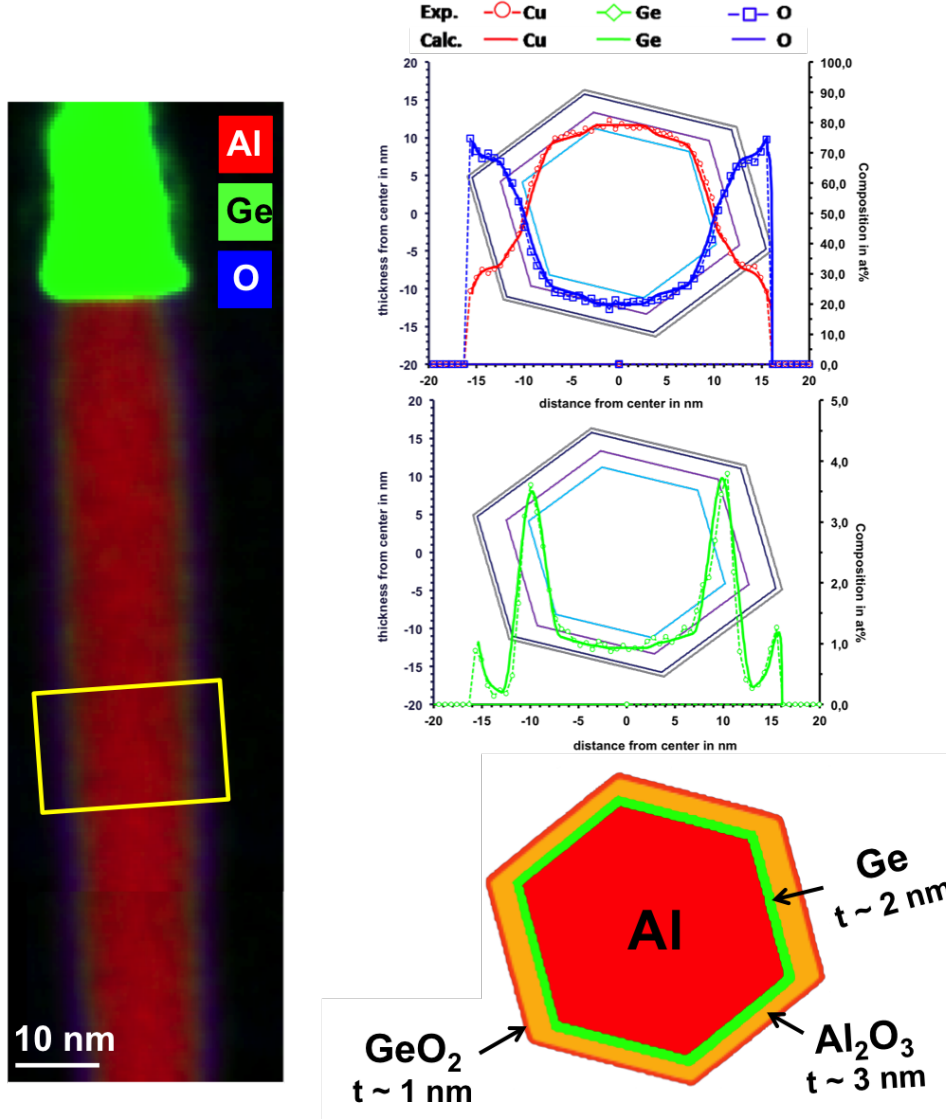 Al
Ge
O
10 nm
Exp. Cu Ge O
Calc. Cu Ge O
20
15
10
5
0
-5
-10
-15
-20
thickness from center in nm
100,0
90,0
80,0
70,0
60,0
50,0
40,0
30,0
20,0
10,0
0,0
Composition in at%
-20 -15 -10 -5 0 5 10 15 20
distance from center in nm
20
15
10
5
0
-5
-10
-15
-20
thickness from center in nm
5,0
4,0
3,0
2,0
1,0
0,0
Composition in at%
-20 -15 -10 -5 0 5 10 15 20
distance from center in nm
Al
Ge
t ~ 2 nm
GeO₂
t ~ 1 nm
Al₂O₃
t ~ 3 nm